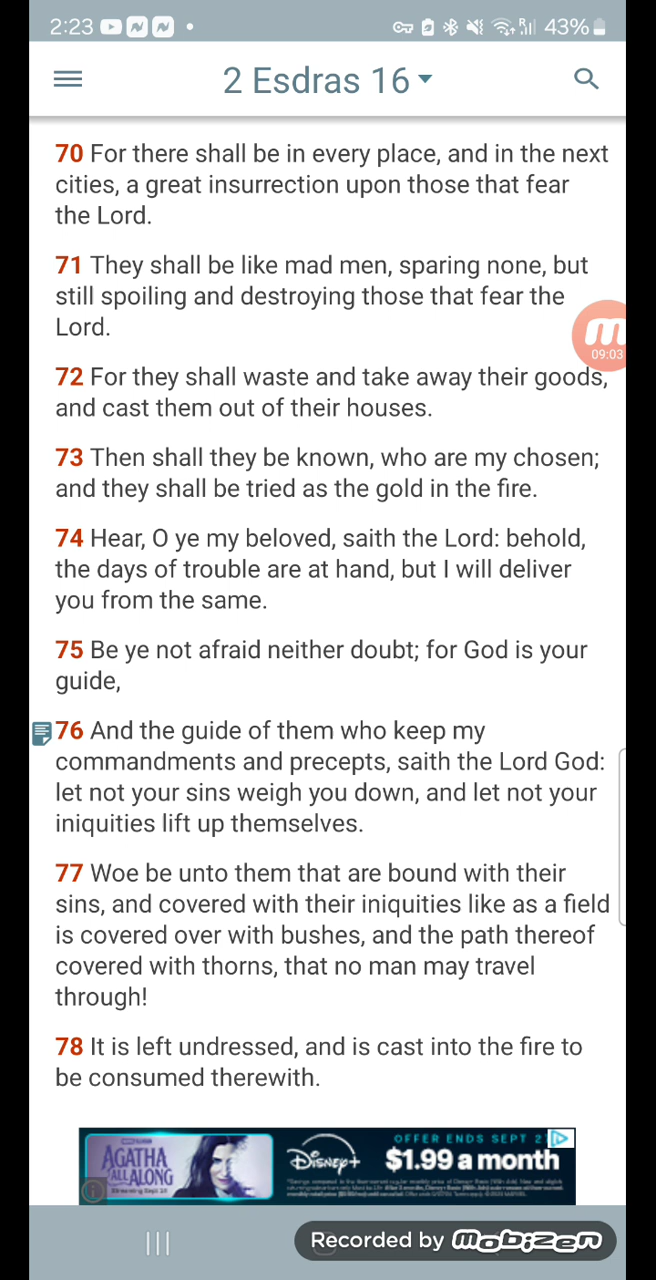 2:23
43%
2 Esdras 16
70 For there shall be in every place, and in the next
cities, a great insurrection upon those that fear
the Lord.
71 They shall be like mad men, sparing none, but
still spoiling and destroying those that fear the
Lord.
09:03
72 For they shall waste and take away their goods,
and cast them out of their houses.
73 Then shall they be known, who are my chosen;
and they shall be tried as the gold in the fire.
74 Hear, O ye my beloved, saith the Lord: behold,
the days of trouble are at hand, but I will deliver
you from the same.
75 Be ye not afraid neither doubt; for God is your
guide,
76 And the guide of them who keep my
commandments and precepts, saith the Lord God:
let not your sins weigh you down, and let not your
iniquities lift up themselves.
77 Woe be unto them that are bound with their
sins, and covered with their iniquities like as a field
is covered over with bushes, and the path thereof
covered with thorns, that no man may travel
through!
78 It is left undressed, and is cast into the fire to
be consumed therewith.
AGATHA
ALL ALONG
Disney+
OFFER ENDS SEPT 2
$1.99 a month
Recorded by mobizen